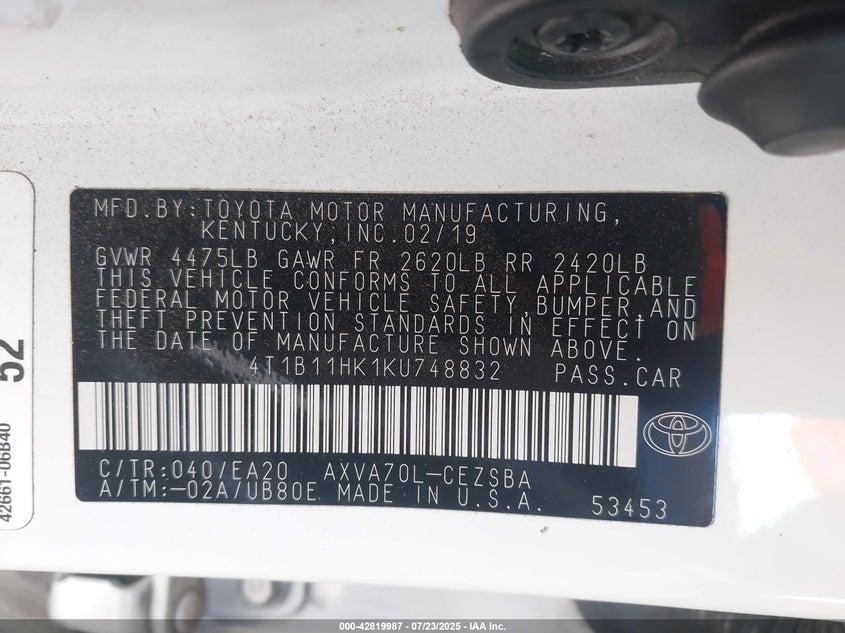 MFD.BY:TOYOTA MOTOR MANUFACTURING,
KENTUCKY,INC.02/19
GVWR 4475LB GAWR FR 2620LB RR 2420LB
THIS VEHICLE CONFORMS TO ALL APPLICABLE
FEDERAL MOTOR VEHICLE SAFETY,BUMPER,AND
THEFT PREVENTION STANDARDS IN EFFECT ON
THE DATE OF MANUFACTURE SHOWN ABOVE.
4T1B11HK1KU748832 PASS.CAR
C/TR:040/EA20 AXVA70L-CEZSBA
A/TM:-02A/UB80E MADE IN U.S.A.
53453
52
42661-06B40
000-42819987 - 07/23/2025 - IAA Inc.